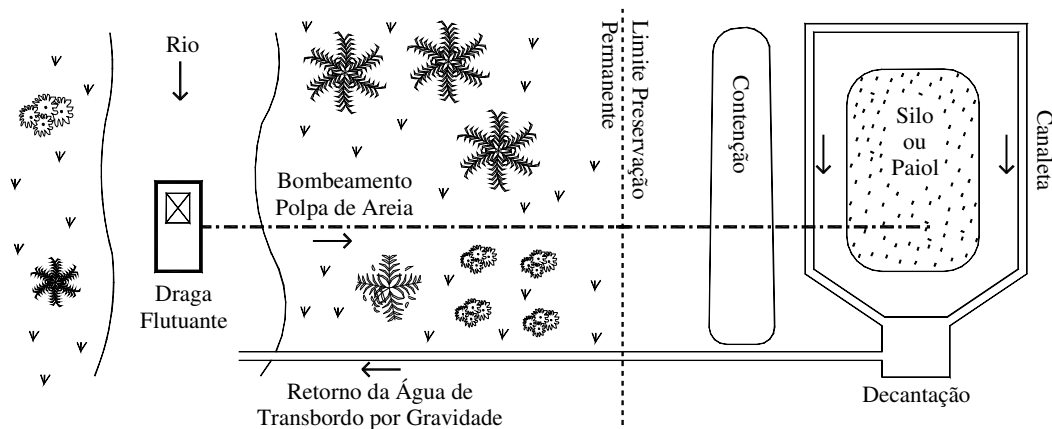 Rio
Draga
Flutuante
Bombeamento
Polpa de Areia
Retorno da Água de
Transbordo por Gravidade
Limite Preservação
Permanente
Contenção
Silo
ou
Paiol
Canaleta
Decantação